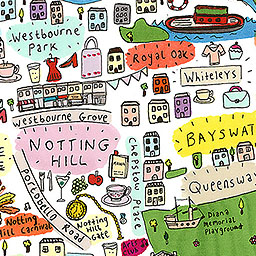 Westbourne
Park
Royal Oak
Whiteleys
Westbourne Grove
NOTTING
HILL
BAYSWAT
Chepstow Place
Queensway
Portobello Road
Notting
Hill Carnival
Notting
Hill
Gate
Diana
Memorial
Playground